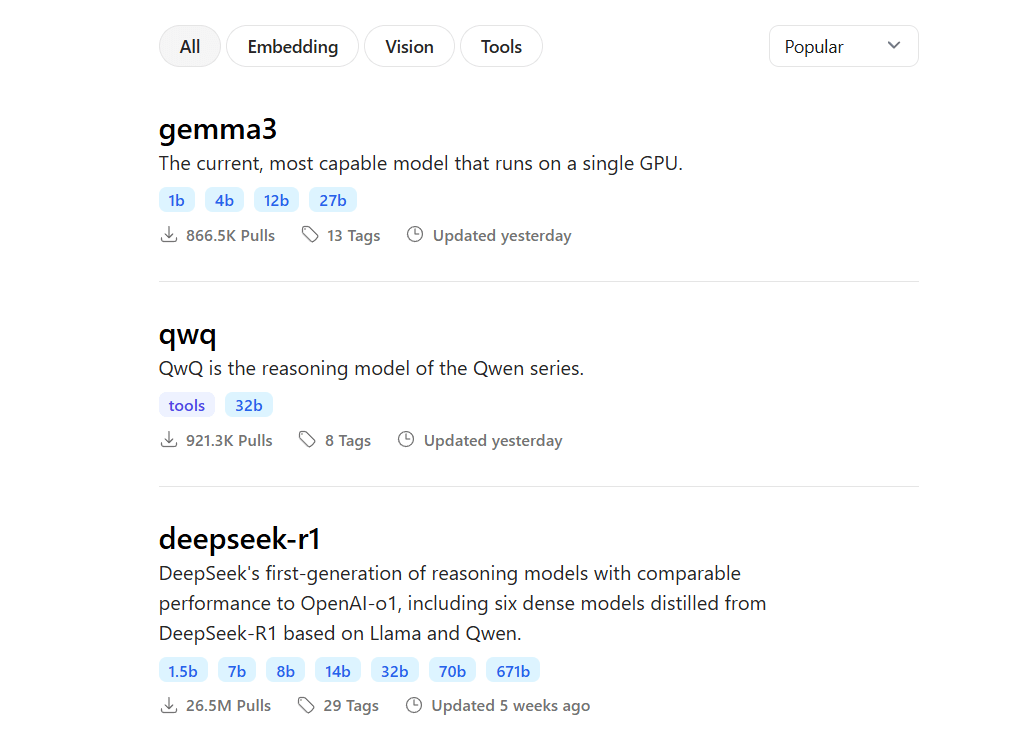 All Embedding Vision Tools Popular
gemma3
The current, most capable model that runs on a single GPU.
1b 4b 12b 27b
866.5K Pulls 13 Tags Updated yesterday
qwq
QwQ is the reasoning model of the Qwen series.
tools 32b
921.3K Pulls 8 Tags Updated yesterday
deepseek-r1
DeepSeek's first-generation of reasoning models with comparable
performance to OpenAI-o1, including six dense models distilled from
DeepSeek-R1 based on Llama and Qwen.
1.5b 7b 8b 14b 32b 70b 671b
26.5M Pulls 29 Tags Updated 5 weeks ago